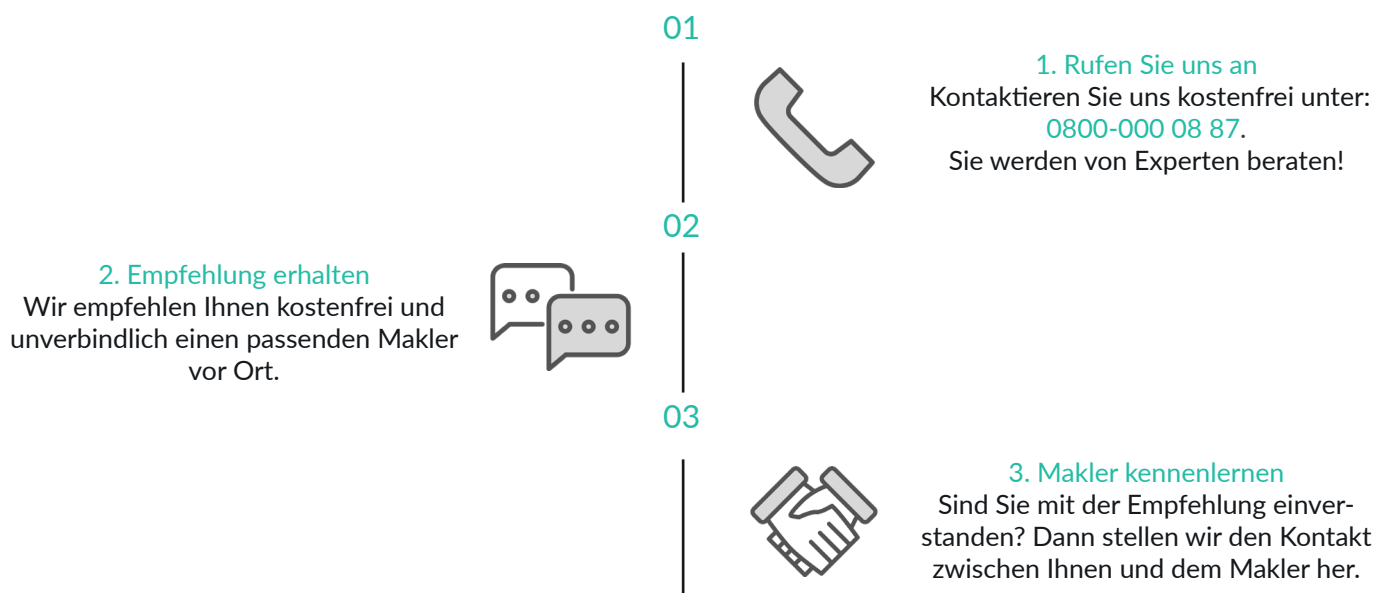 01
1. Rufen Sie uns an
Kontaktieren Sie uns kostenfrei unter:
0800-000 08 87.
Sie werden von Experten beraten!
02
2. Empfehlung erhalten
Wir empfehlen Ihnen kostenfrei und
unverbindlich einen passenden Makler
vor Ort.
03
3. Makler kennenlernen
Sind Sie mit der Empfehlung einver-
standen? Dann stellen wir den Kontakt
zwischen Ihnen und dem Makler her.